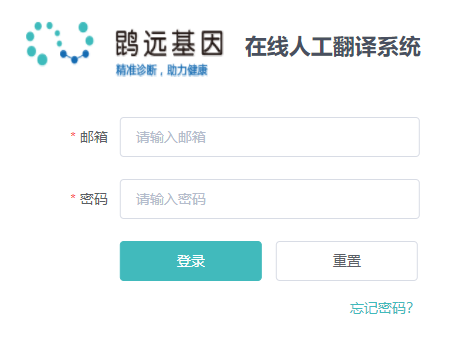 鹍远基因 在线人工翻译系统
精准诊断，助力健康
* 邮箱 请输入邮箱
* 密码 请输入密码
登录 重置
忘记密码?